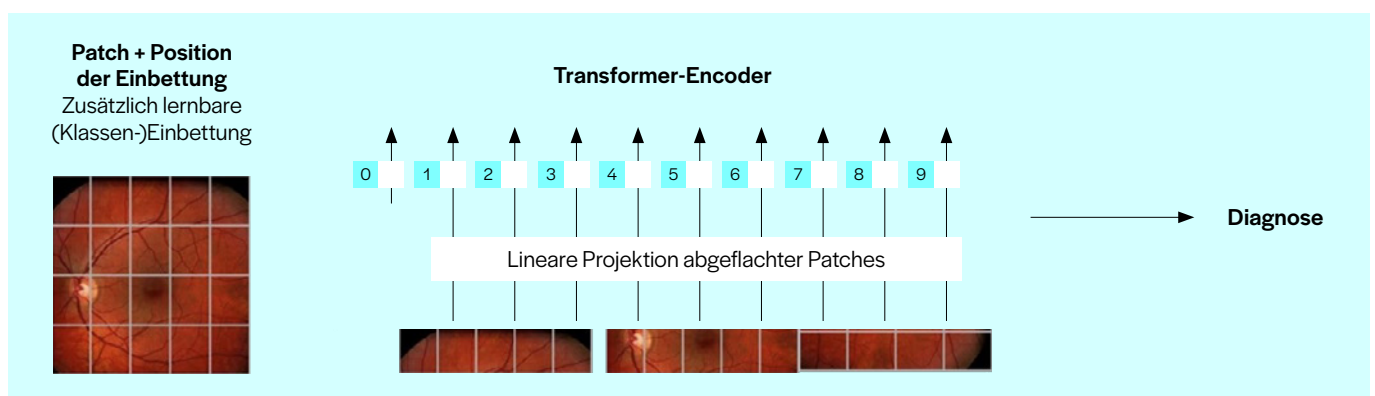 Patch + Position
der Einbettung
Zusätzlich lernbare
(Klassen-)Einbettung
Transformer-Encoder
0 1 2 3 4 5 6 7 8 9
Lineare Projektion abgeflachter Patches
Diagnose